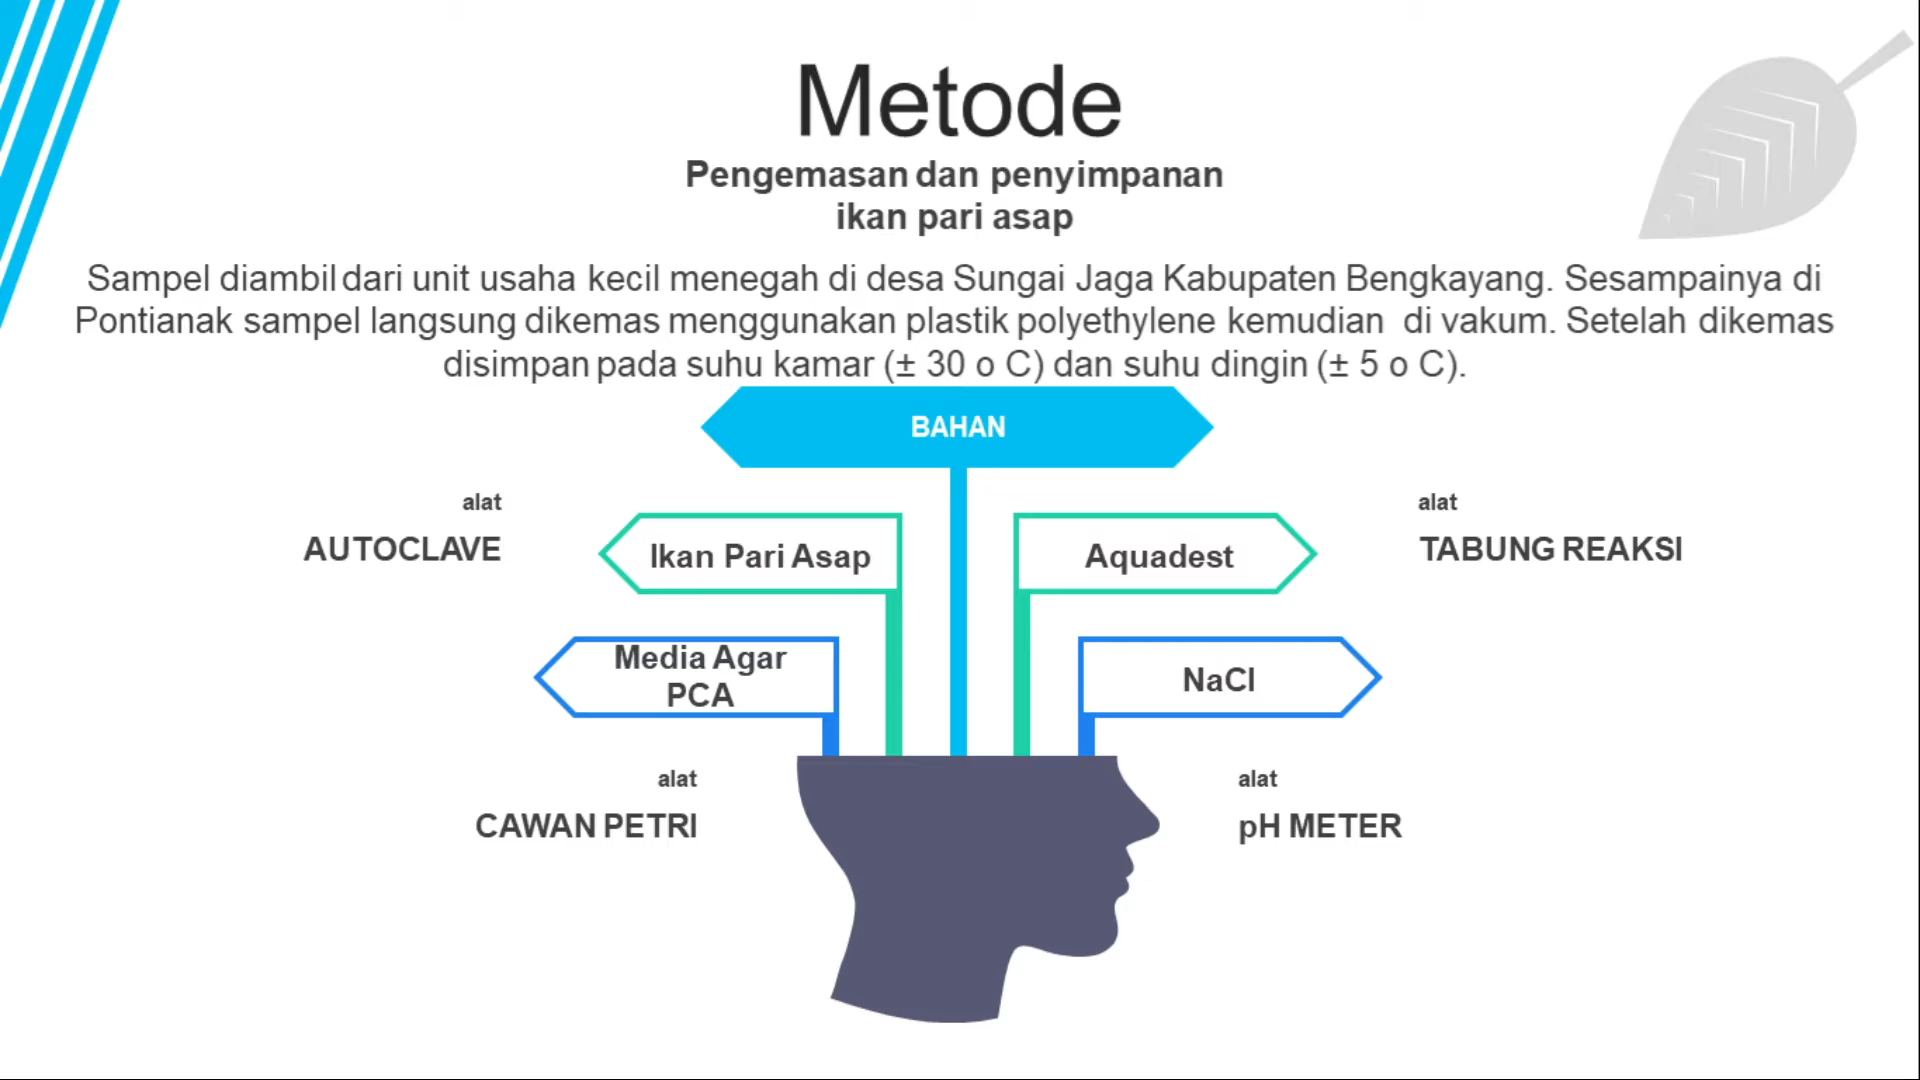 Metode
Pengemasan dan penyimpanan
ikan pari asap
Sampel diambil dari unit usaha kecil menegah di desa Sungai Jaga Kabupaten Bengkayang. Sesampainya di
Pontianak sampel langsung dikemas menggunakan plastik polyethylene kemudian di vakum. Setelah dikemas
disimpan pada suhu kamar (± 30 o C) dan suhu dingin (± 5 o C).
BAHAN
alat
AUTOCLAVE
Ikan Pari Asap
Aquadest
alat
TABUNG REAKSI
Media Agar
PCA
NaCl
alat
CAWAN PETRI
alat
pH METER